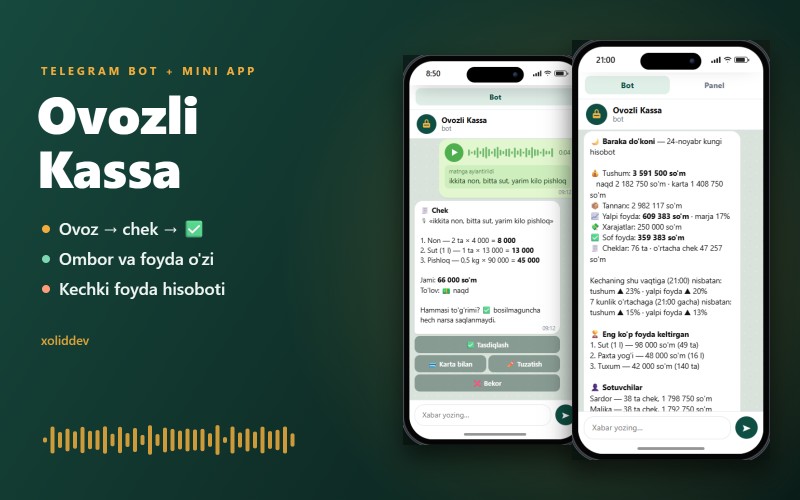 TELEGRAM BOT + MINI APP
Ovozli
Kassa
Ovoz → chek → ✅
Ombor va foyda o'zi
Kechki foyda hisoboti
xoliddev
8:50
Bot
Ovozli Kassa
bot
0:04
matnga aylantirildi
ikkita non, bitta sut, yarim kilo pishloq
09:12
Chek
«ikkita non, bitta sut, yarim kilo pishloq»
1. Non — 2 ta × 4 000 = 8 000
2. Sut (1 l) — 1 ta × 13 000 = 13 000
3. Pishloq — 0.5 kg × 90 000 = 45 000
Jami: 66 000 so'm
To'lov: 💵 naqd
Hammasi to'g'rimi? ✅ bosilmaguncha
hech narsa saqlanmaydi.
09:12
✅ Tasdiqlash
Karta bilan
Tuzatish
❌ Bekor
Xabar yozing...
21:00
Bot
Panel
Ovozli Kassa
bot
🌙 Baraka do'koni — 24-noyabr kungi
hisobot
💰 Tushum: 3 591 500 so'm
naqd 2 182 750 so'm · karta 1 408 750
so'm
📦 Tannarx: 2 982 117 so'm
📈 Yalpi foyda: 609 383 so'm · marja 17%
💸 Xarajatlar: 250 000 so'm
✅ Sof foyda: 359 383 so'm
🧾 Cheklar: 76 ta · o'rtacha chek 47 257
so'm
Kechaning shu vaqtiga (21:00) nisbatan:
tushum ▲ 23% · yalpi foyda ▲ 20%
7 kunlik o'rtachaga (21:00 gacha) nisbatan:
tushum ▲ 15% · yalpi foyda ▲ 13%
🏆 Eng ko'p foyda keltirgan
1. Sut (1 l) — 98 000 so'm (49 ta)
2. Paxta yog'i — 48 000 so'm (16 l)
3. Tuxum — 42 000 so'm (140 ta)
👤 Sotuvchilar
Sardor — 38 ta chek, 1 798 750 so'm
Malika — 38 ta chek, 1 792 750 so'm
Xabar yozing...